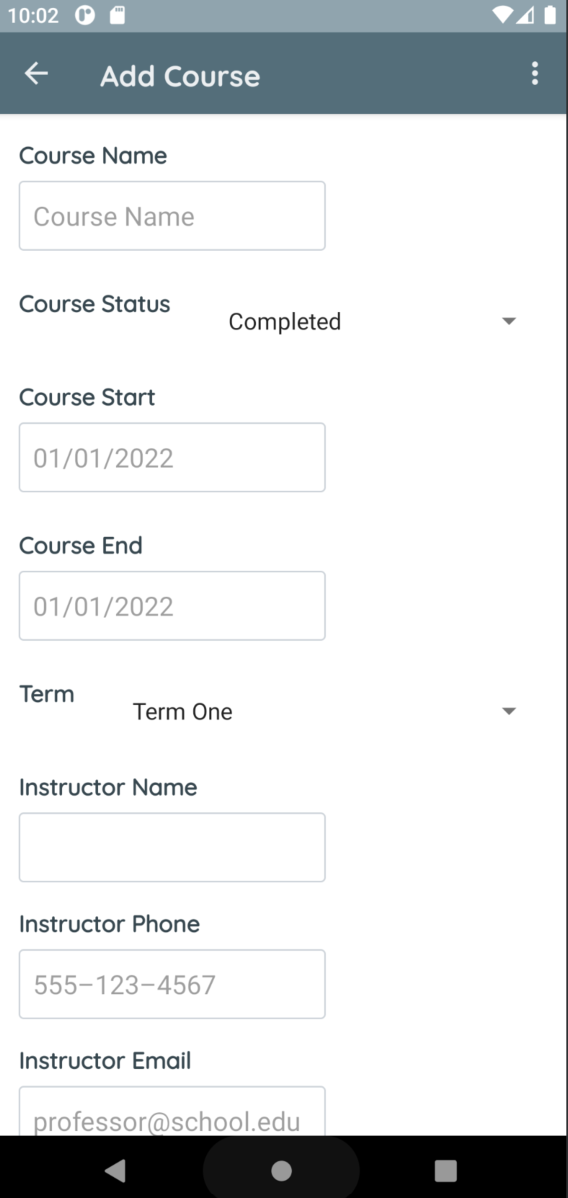 10:02
Add Course
Course Name
Course Name
Course Status
Completed
Course Start
01/01/2022
Course End
01/01/2022
Term
Term One
Instructor Name
Instructor Phone
555-123-4567
Instructor Email
professor@school.edu